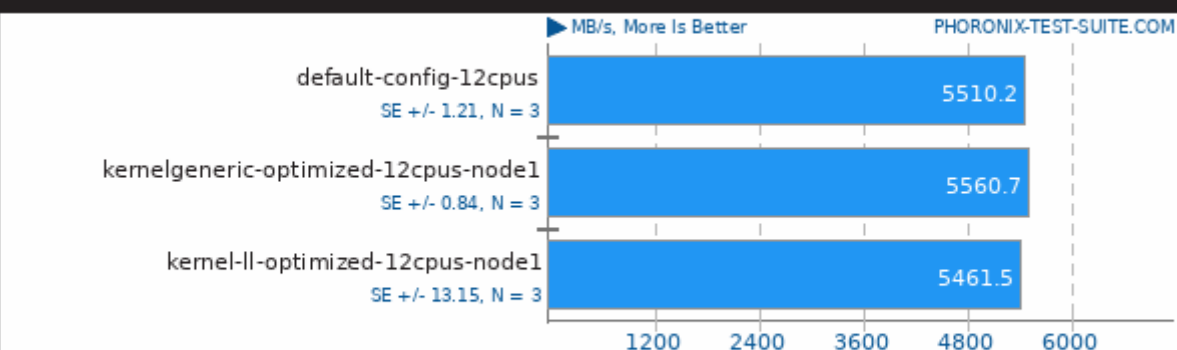 MB/s, More Is Better PHORONIX-TEST-SUITE.COM
default-config-12cpus
SE +/- 1.21, N = 3
5510.2
kernelgeneric-optimized-12cpus-node1
SE +/- 0.84, N = 3
5560.7
kernel-ll-optimized-12cpus-node1
SE +/- 13.15, N = 3
5461.5
1200 2400 3600 4800 6000